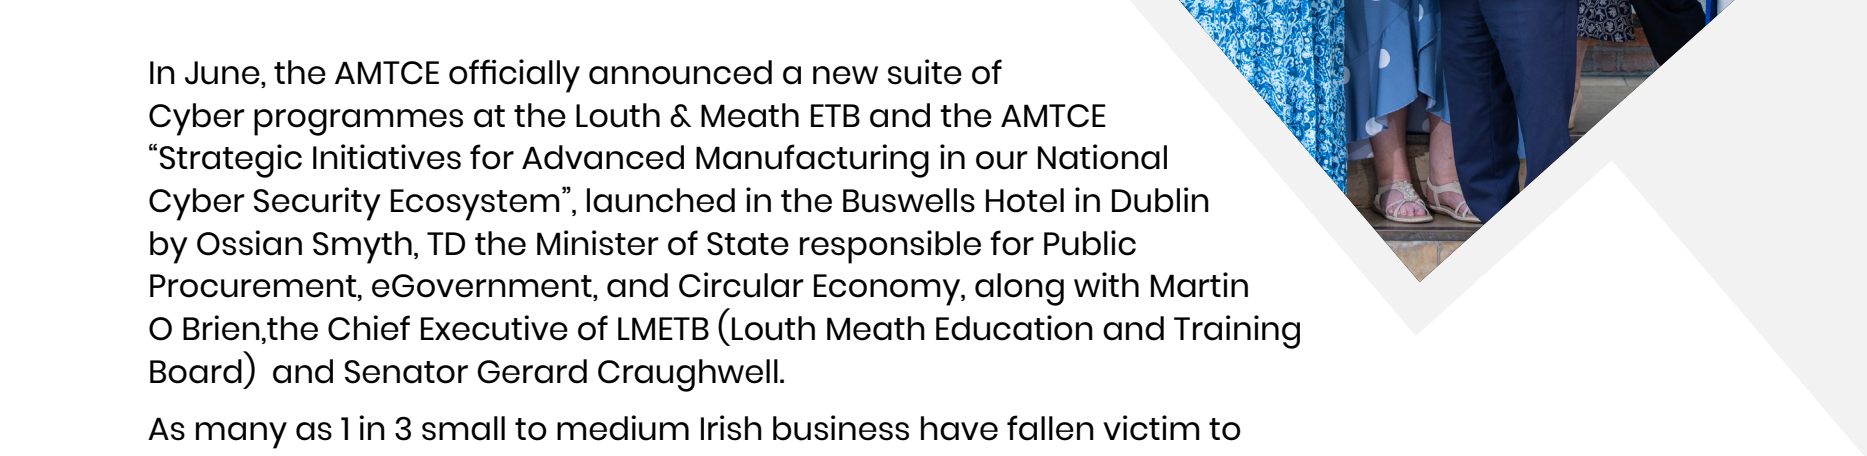 In June, the AMTCE officially announced a new suite of
Cyber programmes at the Louth & Meath ETB and the AMTCE
“Strategic Initiatives for Advanced Manufacturing in our National
Cyber Security Ecosystem”, launched in the Buswells Hotel in Dublin
by Ossian Smyth, TD the Minister of State responsible for Public
Procurement, eGovernment, and Circular Economy, along with Martin
O Brien,the Chief Executive of LMETB (Louth Meath Education and Training
Board)  and Senator Gerard Craughwell.
As many as 1 in 3 small to medium Irish business have fallen victim to